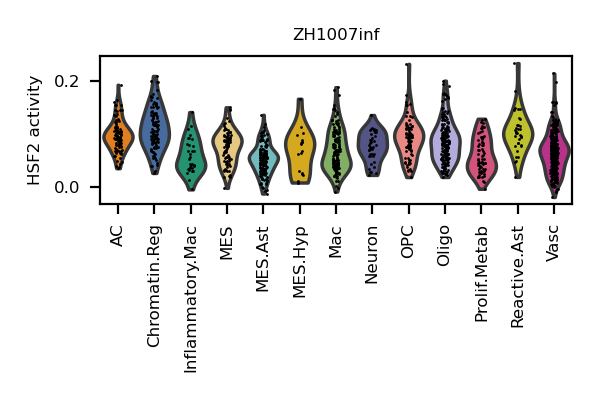 ZH1007inf
HSF2 activity
0.2
0.0
AC
Chromatin.Reg
Inflammatory.Mac
MES
MES.Ast
MES.Hyp
Mac
Neuron
OPC
Oligo
Prolif.Metab
Reactive.Ast
Vasc